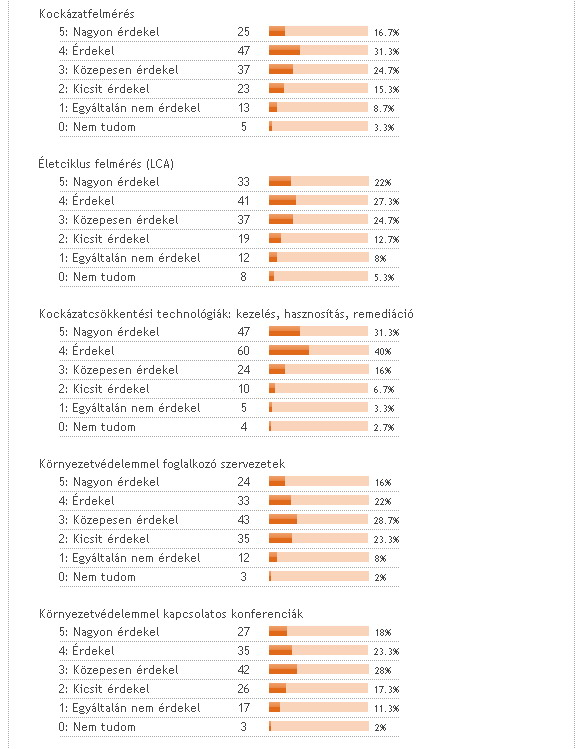 Kockázatfelmérés
5: Nagyon érdekel 25 16.7%
4: Érdekel 47 31.3%
3: Közepesen érdekel 37 24.7%
2: Kicsit érdekel 23 15.3%
1: Egyáltalán nem érdekel 13 8.7%
0: Nem tudom 5 3.3%
Életciklus felmérés (LCA)
5: Nagyon érdekel 33 22%
4: Érdekel 41 27.3%
3: Közepesen érdekel 37 24.7%
2: Kicsit érdekel 19 12.7%
1: Egyáltalán nem érdekel 12 8%
0: Nem tudom 8 5.3%
Kockázatcsökkentési technológiák: kezelés, hasznosítás, remediáció
5: Nagyon érdekel 47 31.3%
4: Érdekel 60 40%
3: Közepesen érdekel 24 16%
2: Kicsit érdekel 10 6.7%
1: Egyáltalán nem érdekel 5 3.3%
0: Nem tudom 4 2.7%
Környezetvédelemmel foglalkozó szervezetek
5: Nagyon érdekel 24 16%
4: Érdekel 33 22%
3: Közepesen érdekel 43 28.7%
2: Kicsit érdekel 35 23.3%
1: Egyáltalán nem érdekel 12 8%
0: Nem tudom 3 2%
Környezetvédelemmel kapcsolatos konferenciák
5: Nagyon érdekel 27 18%
4: Érdekel 35 23.3%
3: Közepesen érdekel 42 28%
2: Kicsit érdekel 26 17.3%
1: Egyáltalán nem érdekel 17 11.3%
0: Nem tudom 3 2%